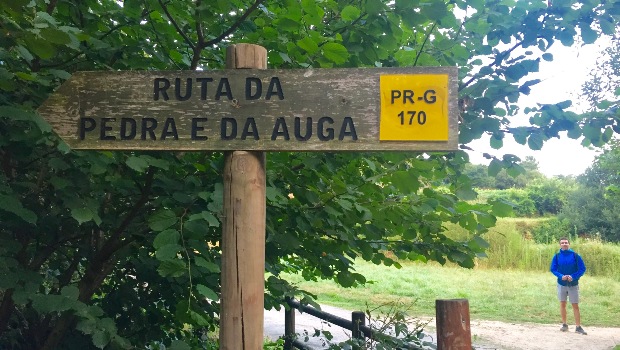 RUTA DA
PEDRA E DA AUGA
PR-G
170